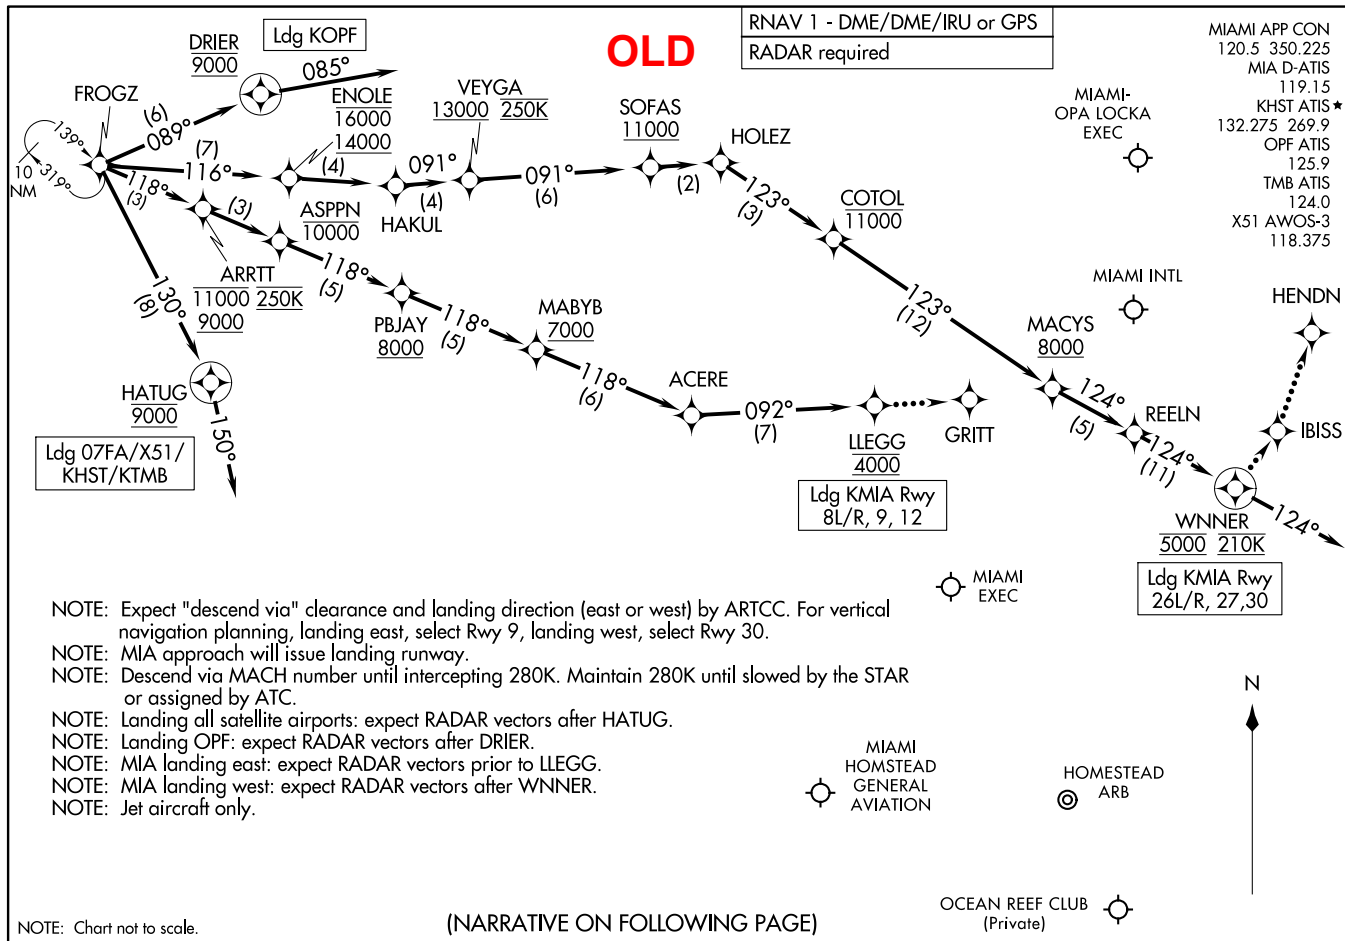 OLD
RNAV 1 - DME/DME/IRU or GPS
RADAR required
MIAMI APP CON
120.5 350.225
MIA D-ATIS
119.15
KHST ATIS ★
132.275 269.9
OPF ATIS
125.9
TMB ATIS
124.0
X51 AWOS-3
118.375
Ldg KOPF
DRIER
9000
085°
FROGZ
(6)
089°
139°
319°
10
NM
ENOLE
16000
14000
(7)
116°
(4)
HAKUL
VEYGA
13000 250K
091°
(4)
091°
(6)
SOFAS
11000
(2)
HOLEZ
123°
(3)
COTOL
11000
123°
(12)
MACYS
8000
124°
(5)
REELN
124°
(11)
WNNER
5000 210K
124°
Ldg KMIA Rwy
26L/R, 27,30
IBISS
HENDN
MIAMI-
OPA LOCKA
EXEC
MIAMI INTL
118°
(3)
ARRTT
11000 250K
9000
(3)
ASPPN
10000
118°
(5)
PBJAY
8000
118°
(5)
MABYB
7000
118°
(6)
ACERE
092°
(7)
LLEGG
4000
Ldg KMIA Rwy
8L/R, 9, 12
GRITT
130°
(8)
HATUG
9000
150°
Ldg 07FA/X51/
KHST/KTMB
MIAMI
EXEC
NOTE: Expect "descend via" clearance and landing direction (east or west) by ARTCC. For vertical
navigation planning, landing east, select Rwy 9, landing west, select Rwy 30.
NOTE: MIA approach will issue landing runway.
NOTE: Descend via MACH number until intercepting 280K. Maintain 280K until slowed by the STAR
or assigned by ATC.
NOTE: Landing all satellite airports: expect RADAR vectors after HATUG.
NOTE: Landing OPF: expect RADAR vectors after DRIER.
NOTE: MIA landing east: expect RADAR vectors prior to LLEGG.
NOTE: MIA landing west: expect RADAR vectors after WNNER.
NOTE: Jet aircraft only.
N
MIAMI
HOMSTEAD
GENERAL
AVIATION
HOMESTEAD
ARB
OCEAN REEF CLUB
(Private)
NOTE: Chart not to scale.
(NARRATIVE ON FOLLOWING PAGE)